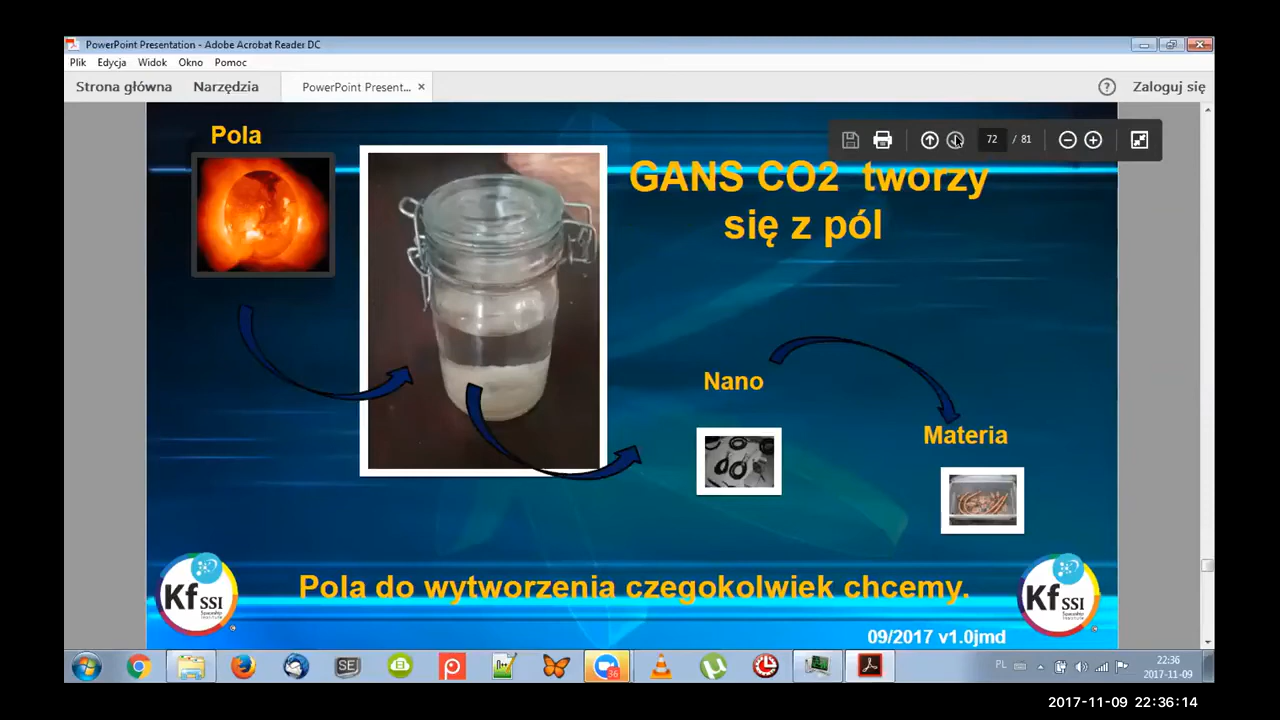 PowerPoint Presentation - Adobe Acrobat Reader DC
Plik Edycja Widok Okno Pomoc
Strona główna Narzędzia PowerPoint Present... × ? Zaloguj się
72 / 81
Pola
GANS CO2 tworzy
się z pól
Nano
Materia
Pola do wytworzenia czegokolwiek chcemy.
Kf SSI
Kf SSI
09/2017 v1.0jmd
PL
22:36
2017-11-09
2017-11-09 22:36:14